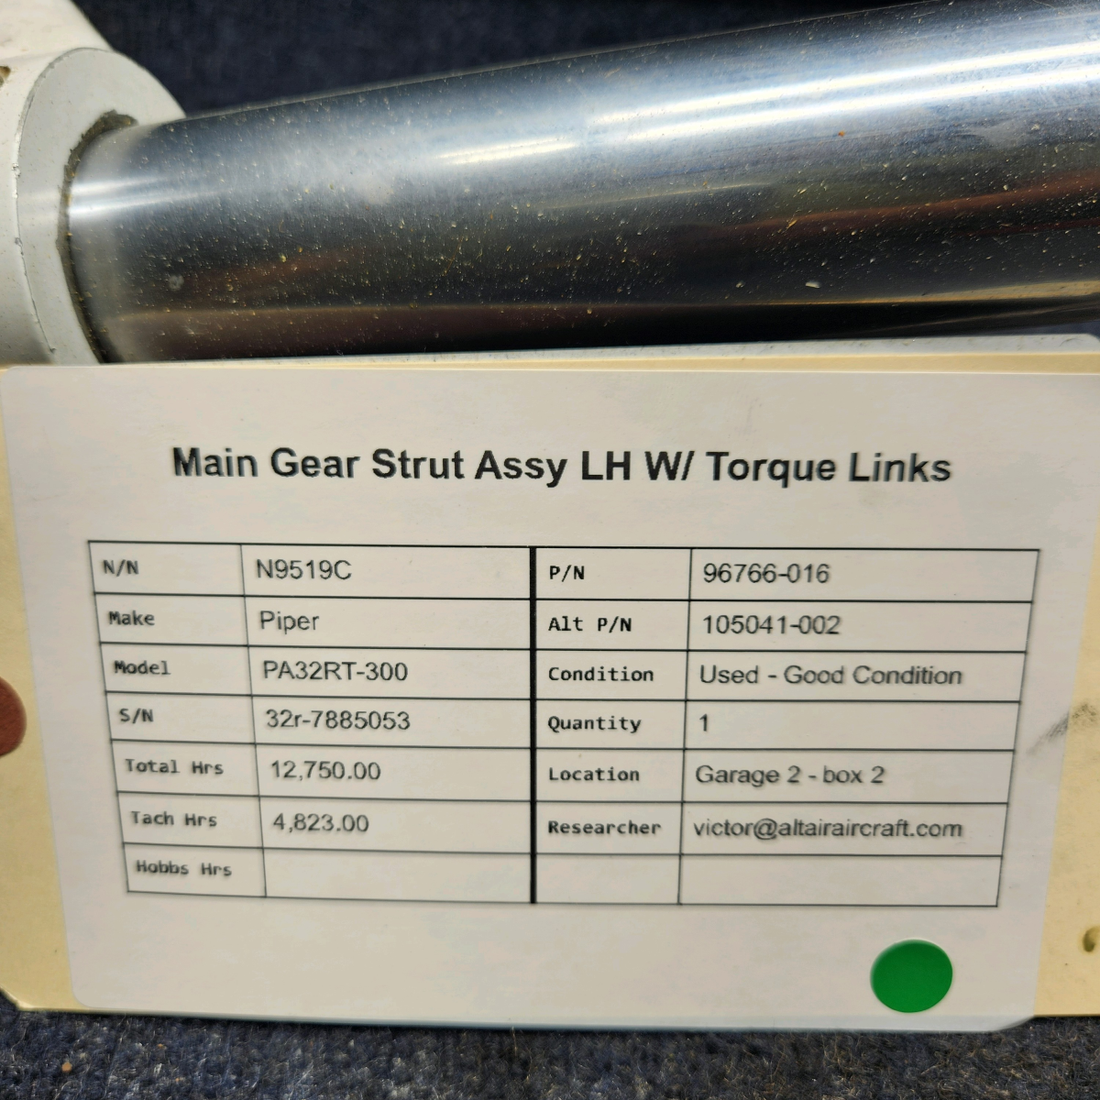 Main Gear Strut Assy LH W/ Torque Links
N/N N9519C P/N 96766-016
Make Piper Alt P/N 105041-002
Model PA32RT-300 Condition Used - Good Condition
S/N 32r-7885053 Quantity 1
Total Hrs 12,750.00 Location Garage 2 - box 2
Tach Hrs 4,823.00 Researcher victor@altairaircraft.com
Hobbs Hrs